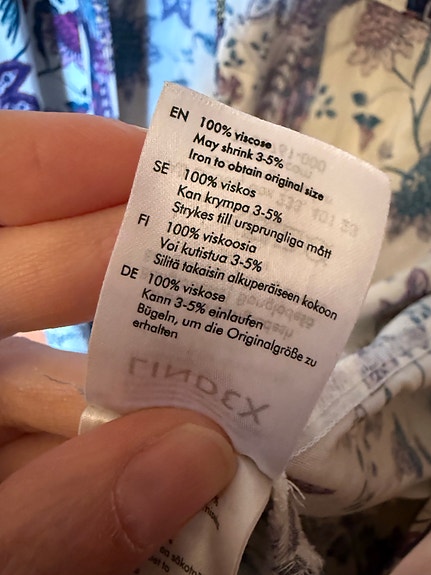 EN 100% viscose
May shrink 3-5%
Iron to obtain original size
SE 100% viskos
Kan krympa 3-5%
Strykes till ursprungliga mått
FI 100% viskoosia
Voi kutistua 3-5%
Silitä takaisin alkuperäiseen kokoon
DE 100% viskose
Kann 3-5% einlaufen
Bügeln, um die Originalgröße zu
erhalten
LINDEX